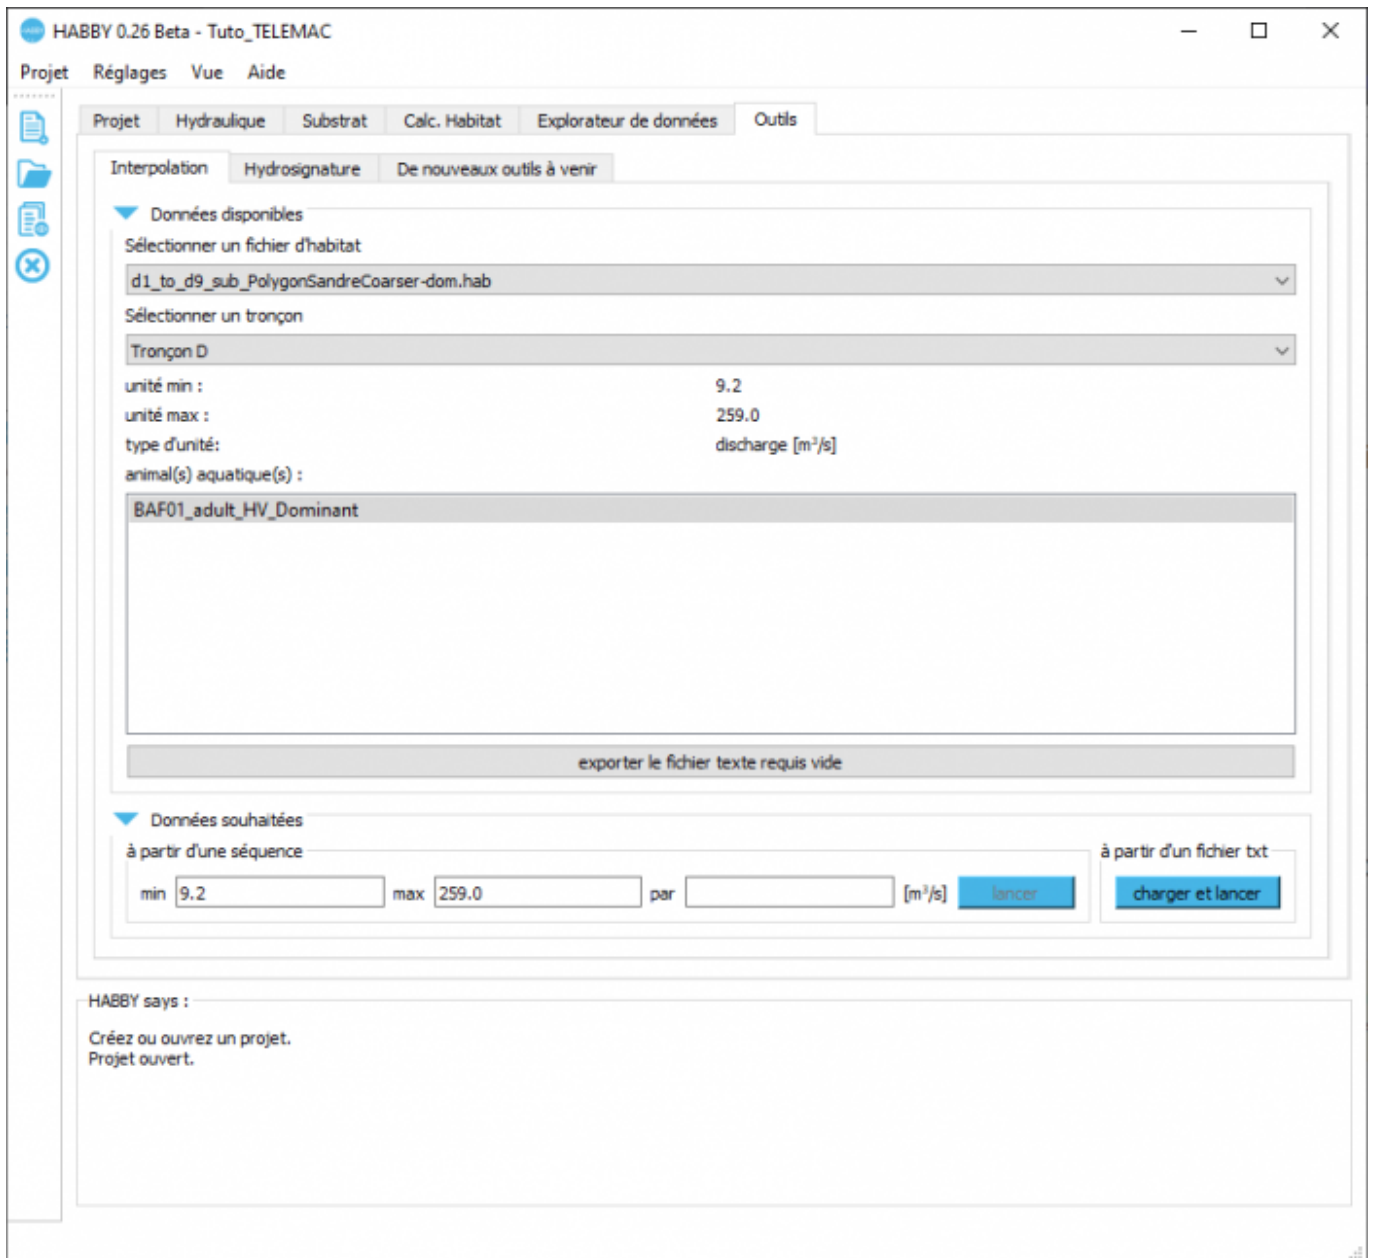 HABBY 0.26 Beta - Tuto_TELEMAC
Projet Réglages Vue Aide
Projet Hydraulique Substrat Calc. Habitat Explorateur de données Outils
Interpolation Hydrosignature De nouveaux outils à venir
Données disponibles
Sélectionner un fichier d'habitat
d1_to_d9_sub_PolygonSandreCoarser-dom.hab
Sélectionner un tronçon
Tronçon D
unité min : 9.2
unité max : 259.0
type d'unité: discharge [m³/s]
animal(s) aquatique(s) :
BAF01_adult_HV_Dominant
exporter le fichier texte requis vide
Données souhaitées
à partir d'une séquence à partir d'un fichier txt
min 9.2 max 259.0 par [m³/s] lancer charger et lancer
HABBY says :
Créez ou ouvrez un projet.
Projet ouvert.